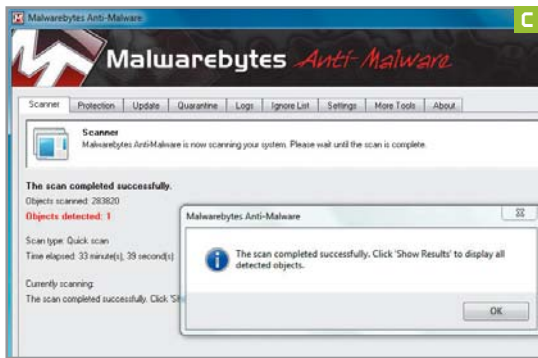 Malwarebytes Anti-Malware
C
Malwarebytes Anti-Malware
Scanner Protection Update Quarantine Logs Ignore List Settings More Tools About
Scanner
Malwarebytes Anti-Malware is now scanning your system. Please wait until the scan is complete.
The scan completed successfully.
Objects scanned: 283820
Objects detected: 1
Scan type: Quick scan
Time elapsed: 33 minute(s), 39 second(s)
Currently scanning:
The scan completed successfully. Click 'Sh
Malwarebytes Anti-Malware
The scan completed successfully. Click 'Show Results' to display all
detected objects.
OK